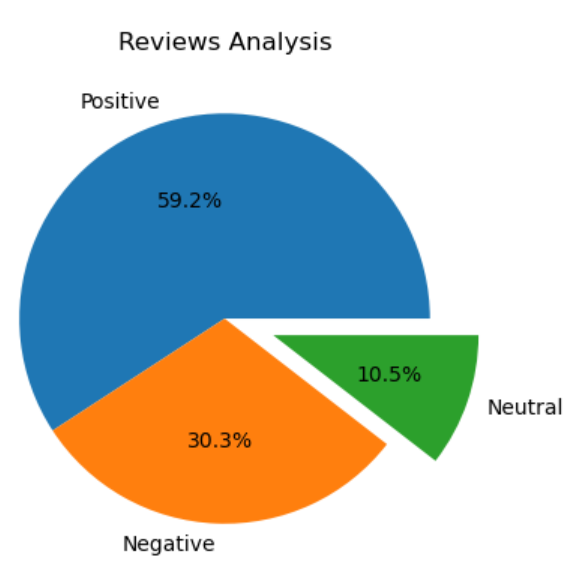 Reviews Analysis
Positive
59.2%
10.5%
Neutral
30.3%
Negative